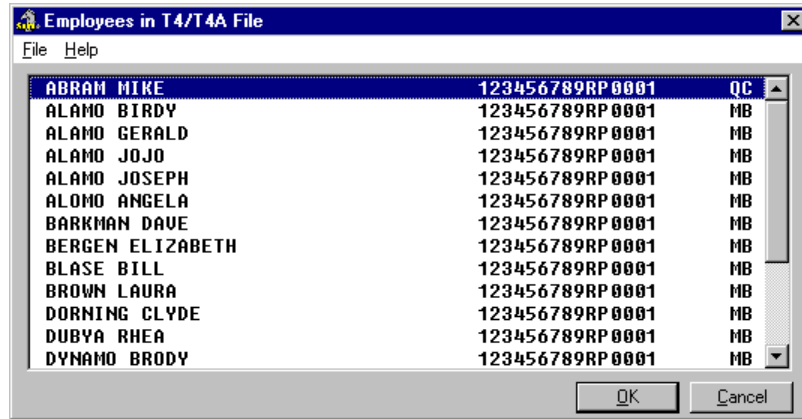 Employees in T4/T4A File
File Help
ABRAM MIKE 123456789RP0001 QC
ALAMO BIRDY 123456789RP0001 MB
ALAMO GERALD 123456789RP0001 MB
ALAMO JOJO 123456789RP0001 MB
ALAMO JOSEPH 123456789RP0001 MB
ALOMO ANGELA 123456789RP0001 MB
BARKMAN DAVE 123456789RP0001 MB
BERGEN ELIZABETH 123456789RP0001 MB
BLASE BILL 123456789RP0001 MB
BROWN LAURA 123456789RP0001 MB
DORNING CLYDE 123456789RP0001 MB
DUBYA RHEA 123456789RP0001 MB
DYNAMO BRODY 123456789RP0001 MB
OK Cancel